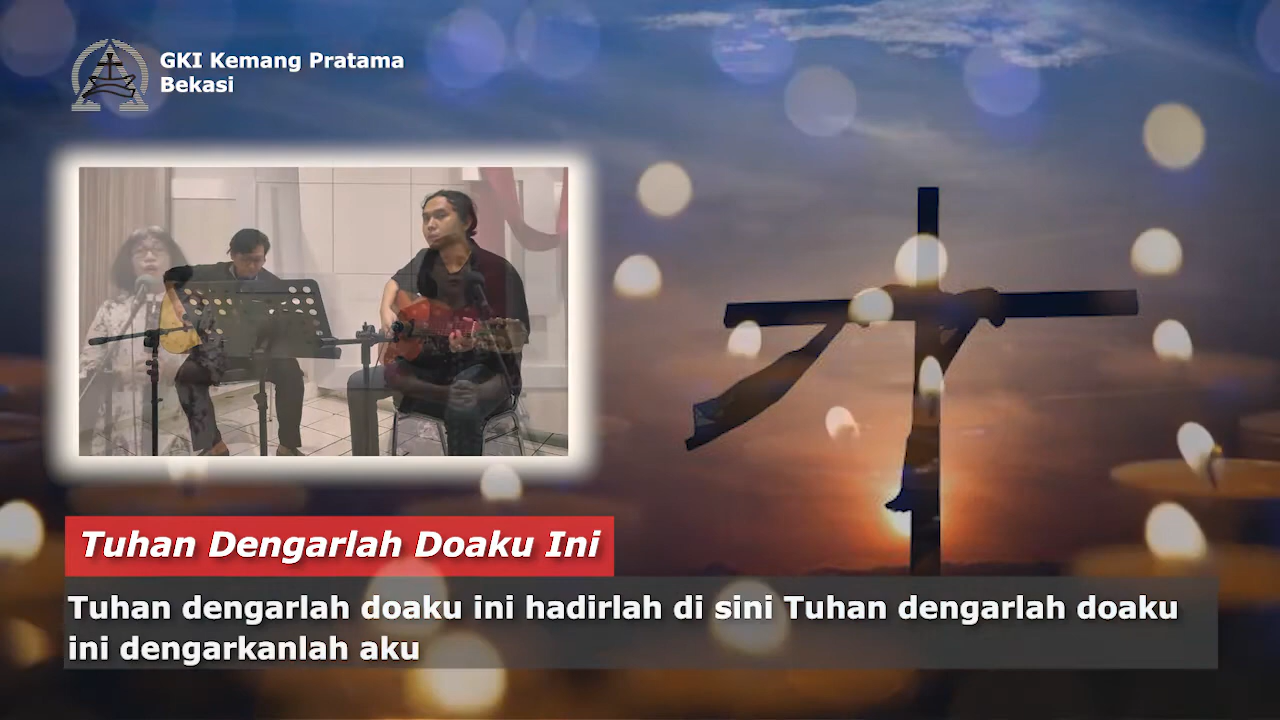 GKI Kemang Pratama
Bekasi
Tuhan Dengarlah Doaku Ini
Tuhan dengarlah doaku ini hadirlah di sini Tuhan dengarlah doaku
ini dengarkanlah aku